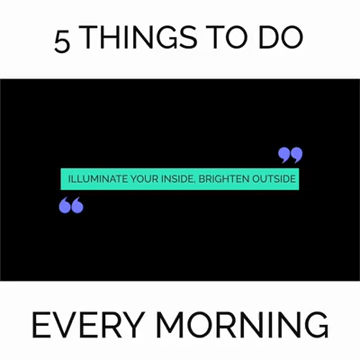 5 THINGS TO DO
ILLUMINATE YOUR INSIDE, BRIGHTEN OUTSIDE
EVERY MORNING